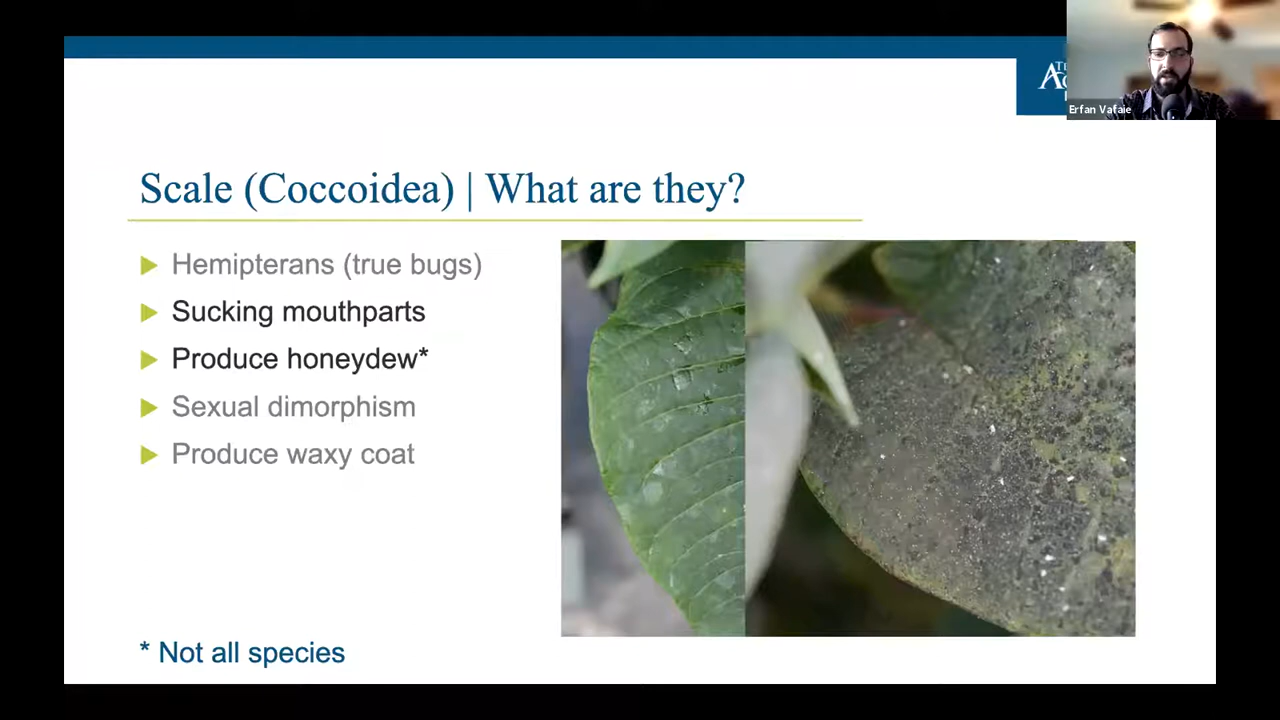 Erfan Vafaie
Scale (Coccoidea) | What are they?
Hemipterans (true bugs)
Sucking mouthparts
Produce honeydew*
Sexual dimorphism
Produce waxy coat
* Not all species